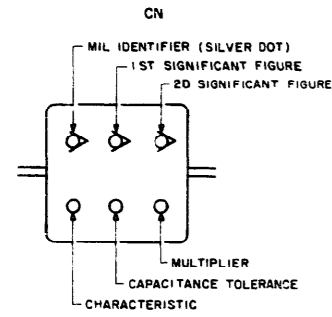 CN
MIL IDENTIFIER (SILVER DOT)
1ST SIGNIFICANT FIGURE
2D SIGNIFICANT FIGURE
MULTIPLIER
CAPACITANCE TOLERANCE
CHARACTERISTIC